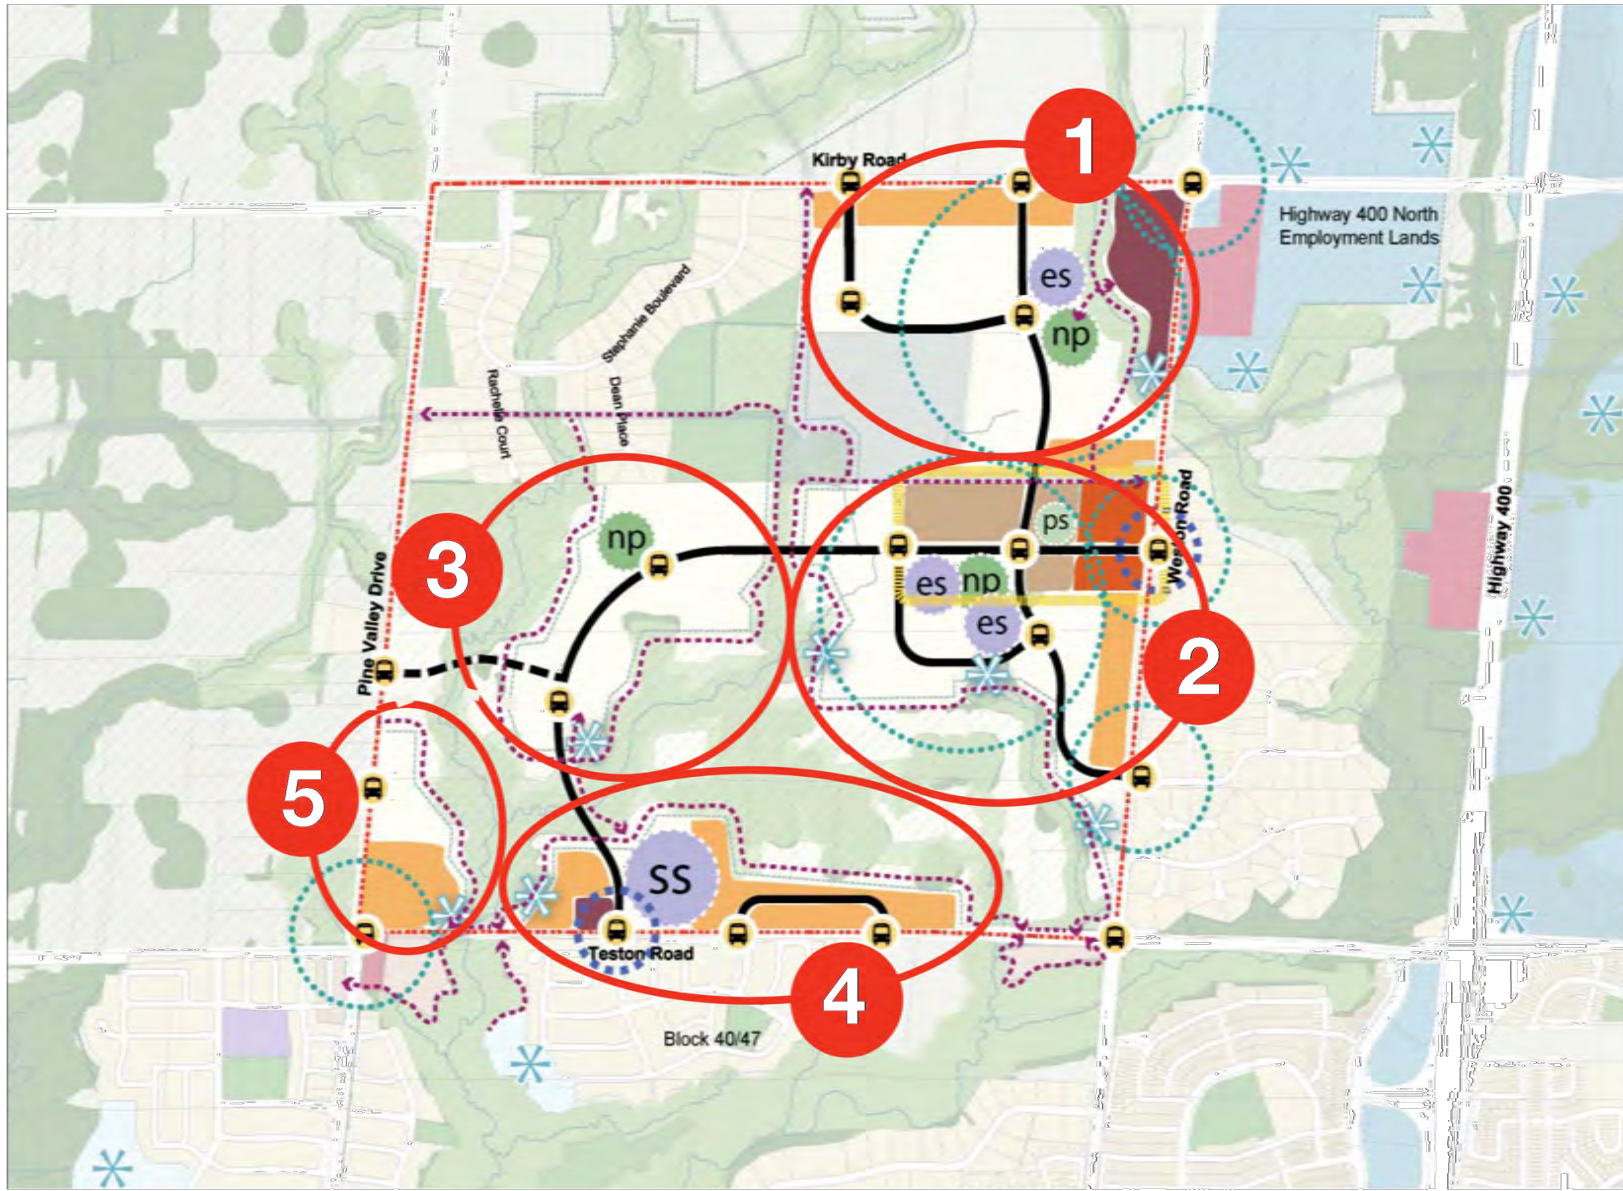 1
Kirby Road
Highway 400 North
Employment Lands
es
np
Stephanie Boulevard
Rachelle Court
Dean Place
Weston Road
Highway 400
ps
np
3
es
np
es
Pine Valley Drive
2
5
ss
Teston Road
4
Block 40/47